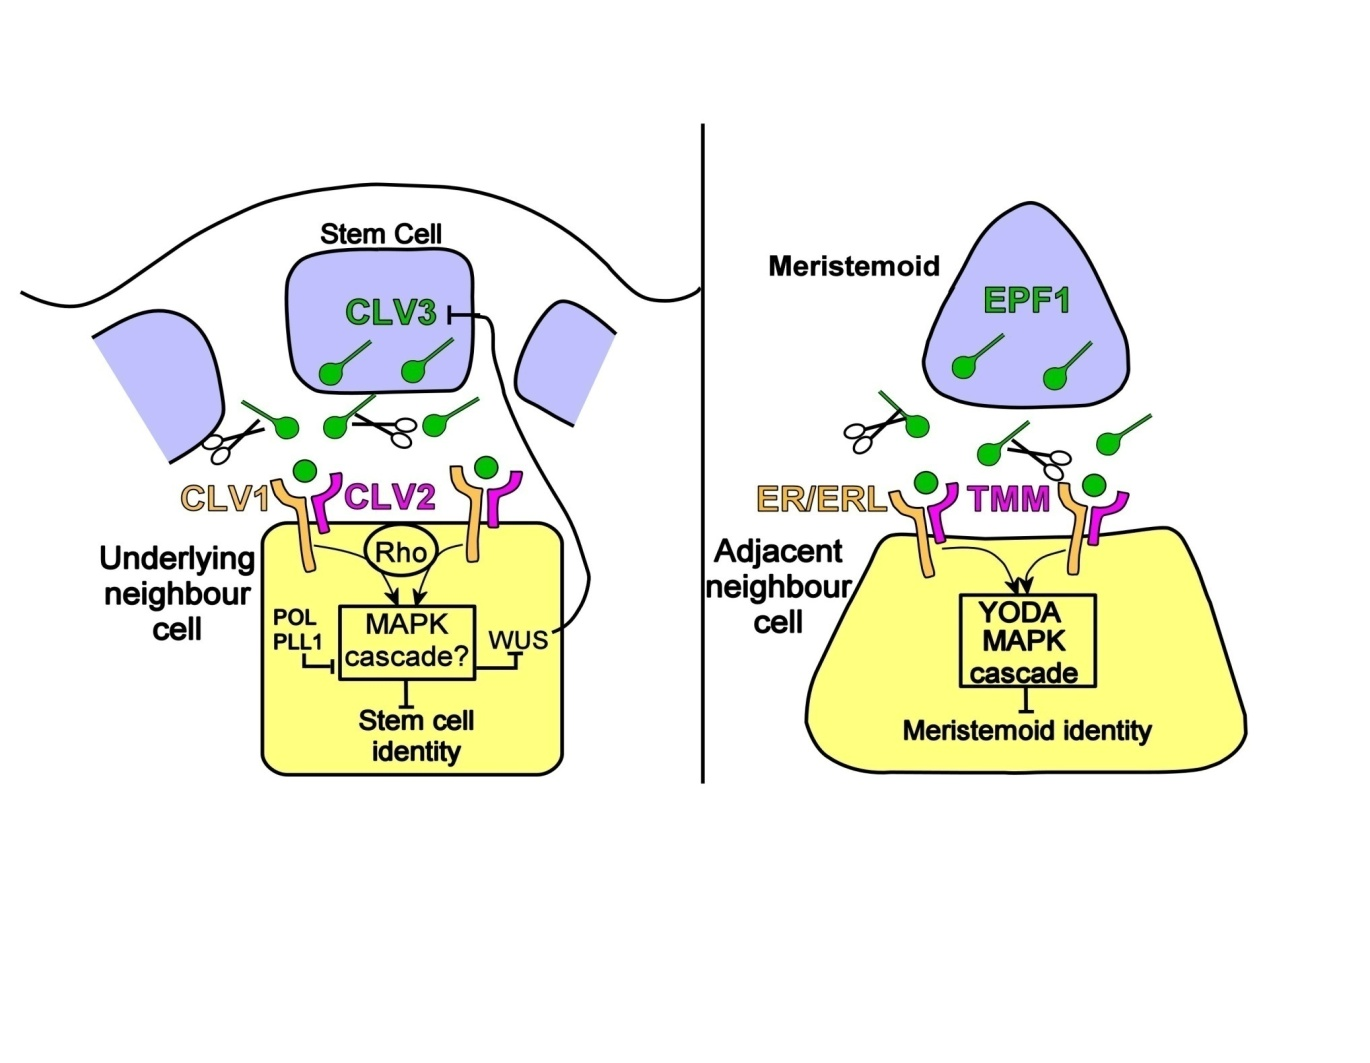 Stem Cell
CLV3
CLV1
CLV2
Underlying
neighbour
cell
Rho
POL
PLL1
MAPK
cascade?
WUS
Stem cell
identity
Meristemoid
EPF1
ER/ERL
TMM
Adjacent
neighbour
cell
YODA
MAPK
cascade
Meristemoid identity